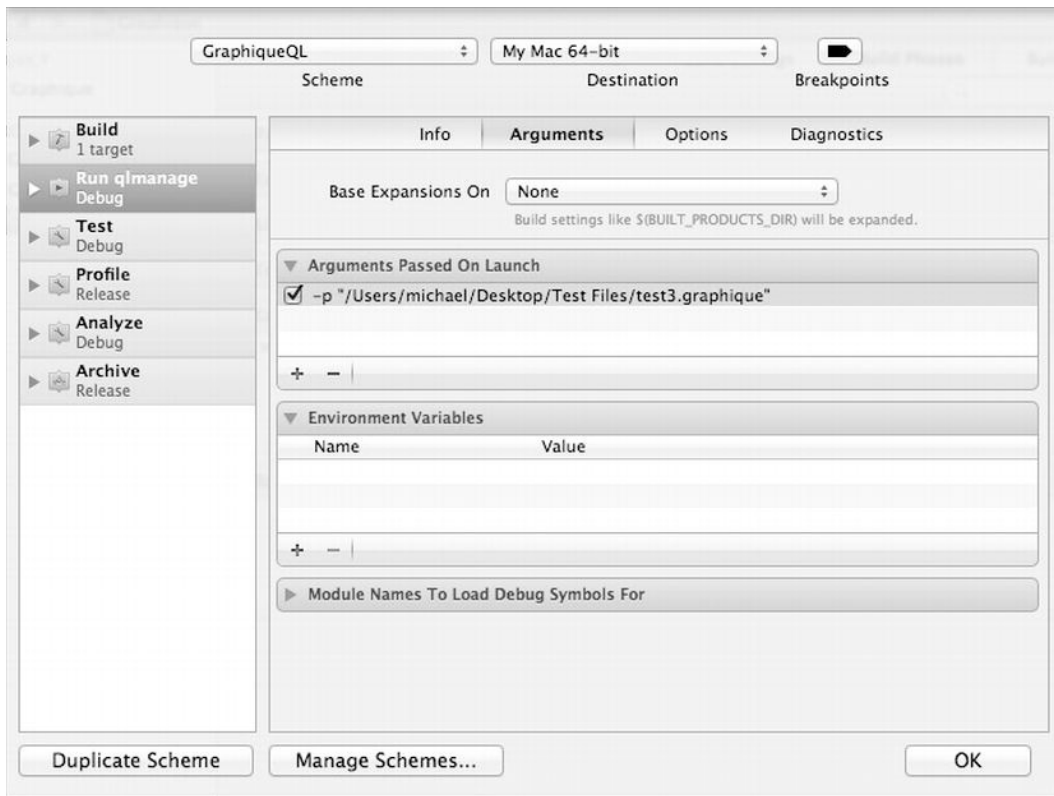 GraphiqueQL
My Mac 64-bit
Scheme
Destination
Breakpoints
Build
1 target
Run qlmanage
Debug
Test
Debug
Profile
Release
Analyze
Debug
Archive
Release
Info
Arguments
Options
Diagnostics
Base Expansions On
None
Build settings like $(BUILT_PRODUCTS_DIR) will be expanded.
Arguments Passed On Launch
-p "/Users/michael/Desktop/Test Files/test3.graphique"
Environment Variables
Name
Value
Module Names To Load Debug Symbols For
Duplicate Scheme
Manage Schemes...
OK